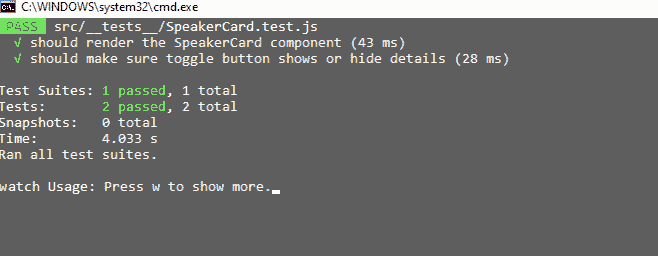 C:\WINDOWS\system32\cmd.exe
PASS src/__tests__/SpeakerCard.test.js
√ should render the SpeakerCard component (43 ms)
√ should make sure toggle button shows or hide details (28 ms)
Test Suites: 1 passed, 1 total
Tests: 2 passed, 2 total
Snapshots: 0 total
Time: 4.033 s
Ran all test suites.
watch Usage: Press w to show more.